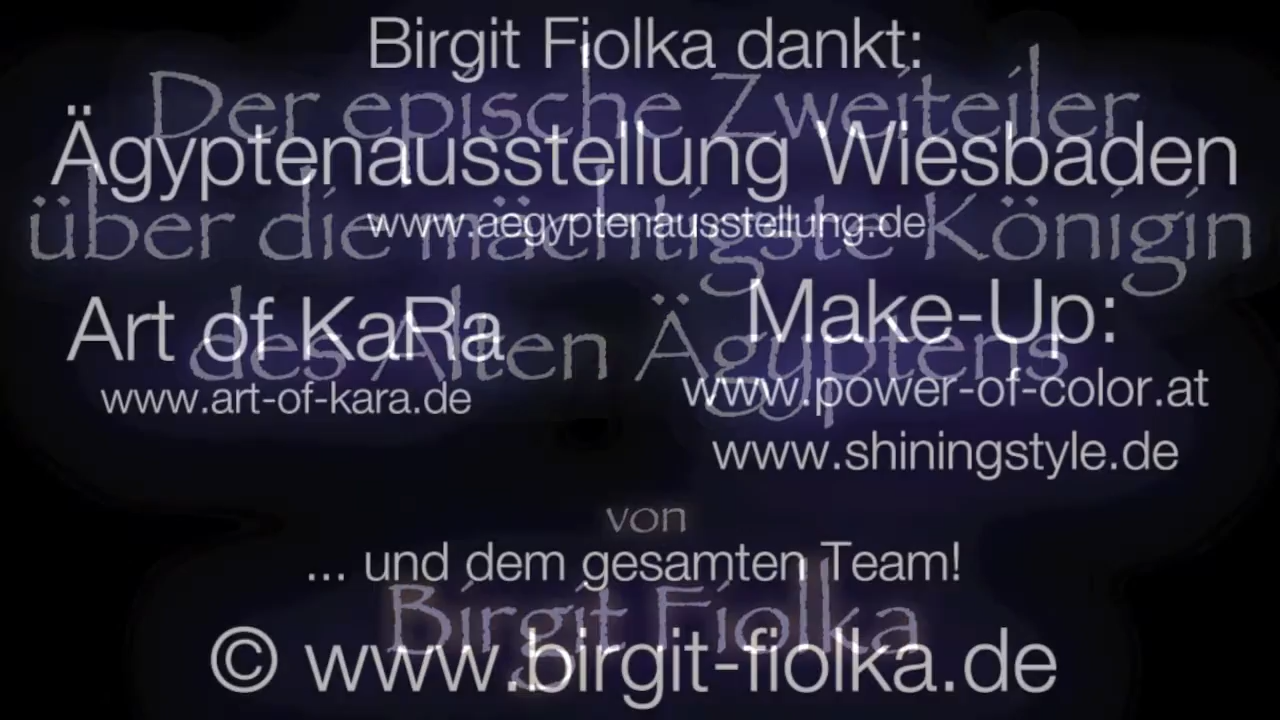 Birgit Fiolka dankt:
Der epische Zweiteiler
Ägyptenausstellung Wiesbaden
www.aegyptenausstellung.de
über die mächtigste Königin
Art of KaRa
www.art-of-kara.de
Make-Up:
des Alten Ägyptens
www.power-of-color.at
www.shiningstyle.de
von
... und dem gesamten Team!
Birgit Fiolka
© www.birgit-fiolka.de